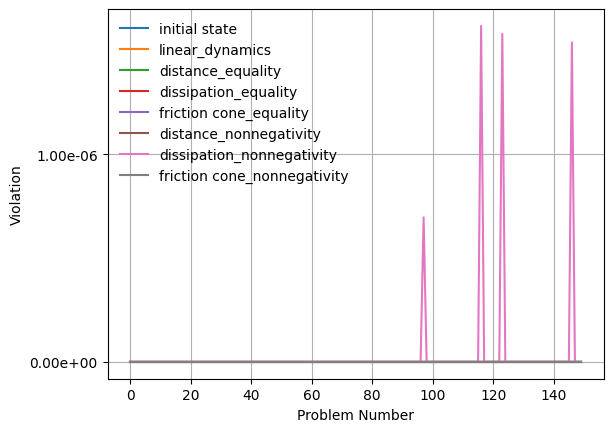 initial state
linear_dynamics
distance_equality
dissipation_equality
friction cone_equality
distance_nonnegativity
dissipation_nonnegativity
friction cone_nonnegativity
Violation
1.00e-06
0.00e+00
0 20 40 60 80 100 120 140
Problem Number